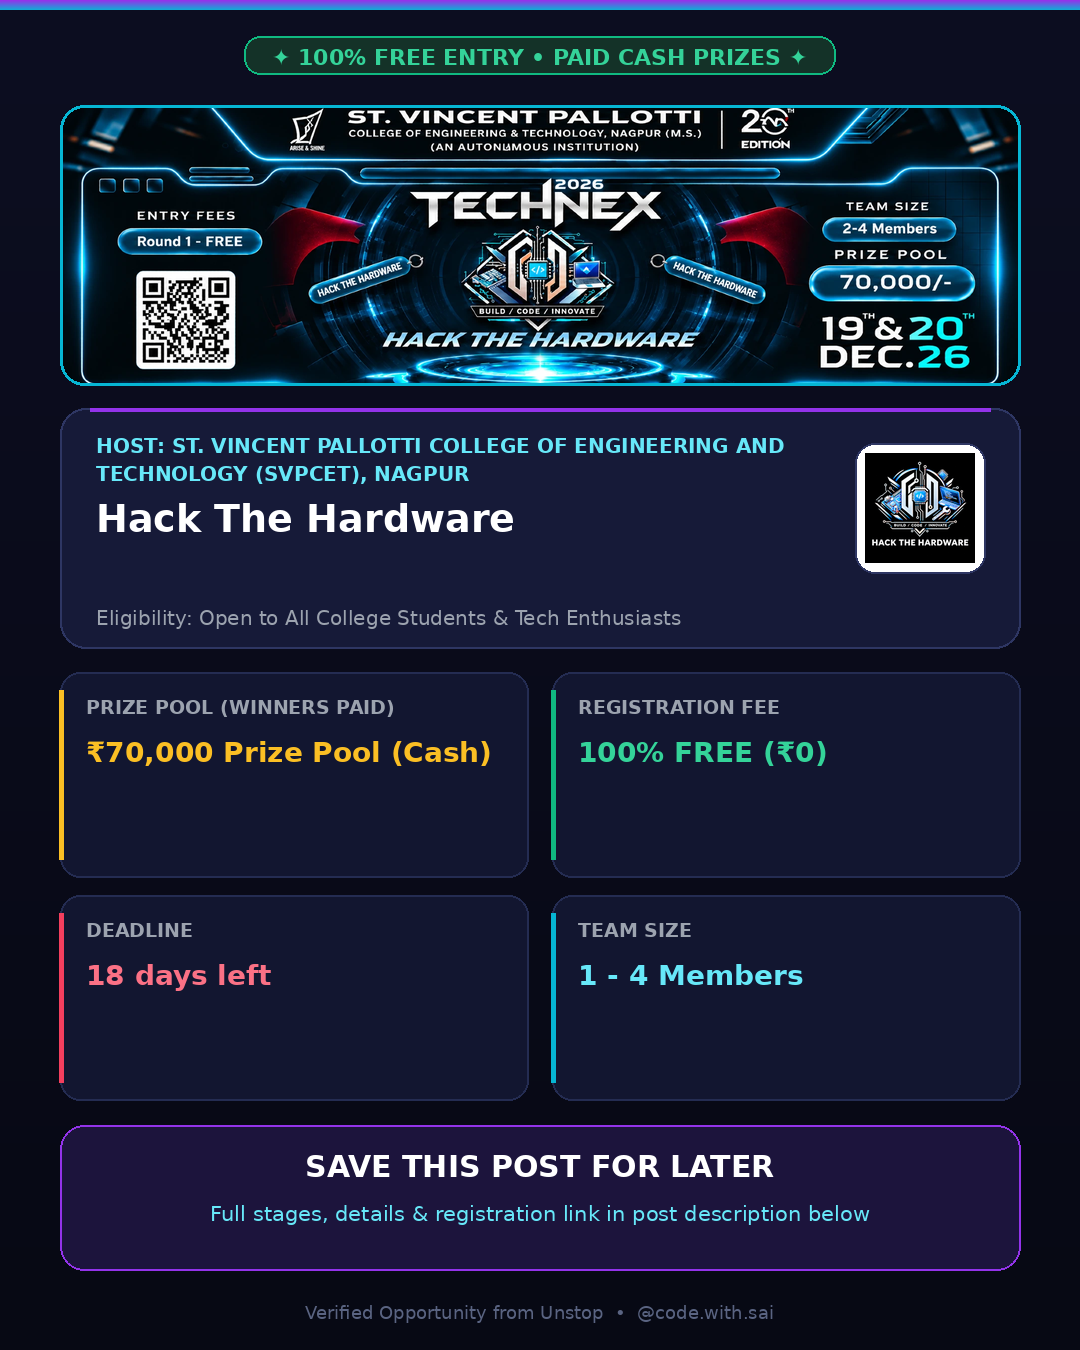 ✦ 100% FREE ENTRY • PAID CASH PRIZES ✦
ARISE & SHINE
ST. VINCENT PALLOTTI
COLLEGE OF ENGINEERING & TECHNOLOGY, NAGPUR (M.S.)
(AN AUTONOMOUS INSTITUTION)
20TH
EDITION
ENTRY FEES
Round 1 - FREE
2026
TECHNEX
HACK THE HARDWARE
HACK THE HARDWARE
BUILD / CODE / INNOVATE
HACK THE HARDWARE
TEAM SIZE
2-4 Members
PRIZE POOL
70,000/-
19TH & 20TH
DEC.26
HOST: ST. VINCENT PALLOTTI COLLEGE OF ENGINEERING AND
TECHNOLOGY (SVPCET), NAGPUR
Hack The Hardware
BUILD / CODE / INNOVATE
HACK THE HARDWARE
Eligibility: Open to All College Students & Tech Enthusiasts
PRIZE POOL (WINNERS PAID)
₹70,000 Prize Pool (Cash)
REGISTRATION FEE
100% FREE (₹0)
DEADLINE
18 days left
TEAM SIZE
1 - 4 Members
SAVE THIS POST FOR LATER
Full stages, details & registration link in post description below
Verified Opportunity from Unstop • @code.with.sai